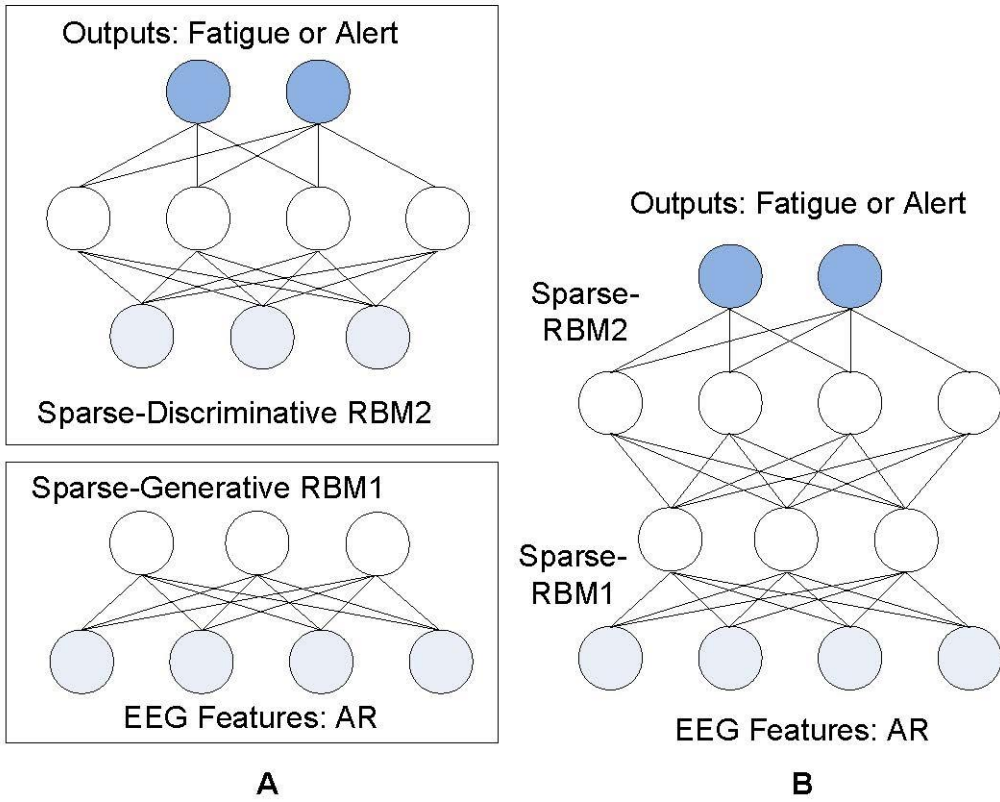 Outputs: Fatigue or Alert
Sparse-Discriminative RBM2
Sparse-Generative RBM1
EEG Features: AR
A
Outputs: Fatigue or Alert
Sparse-
RBM2
Sparse-
RBM1
EEG Features: AR
B